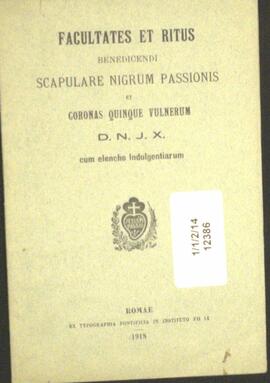 FACULTATES ET RITUS
BENEDICENDI
SCAPULARE NIGRUM PASSIONIS
ET
CORONAS QUINQUE VULNERUM
D. N. J. X.
cum elencho Indulgentiarum
1/1/2/14
12386
ROMAE
EX TYPOGRAPHIA PONTIFICIA IN INSTITUTO PII IX
1918